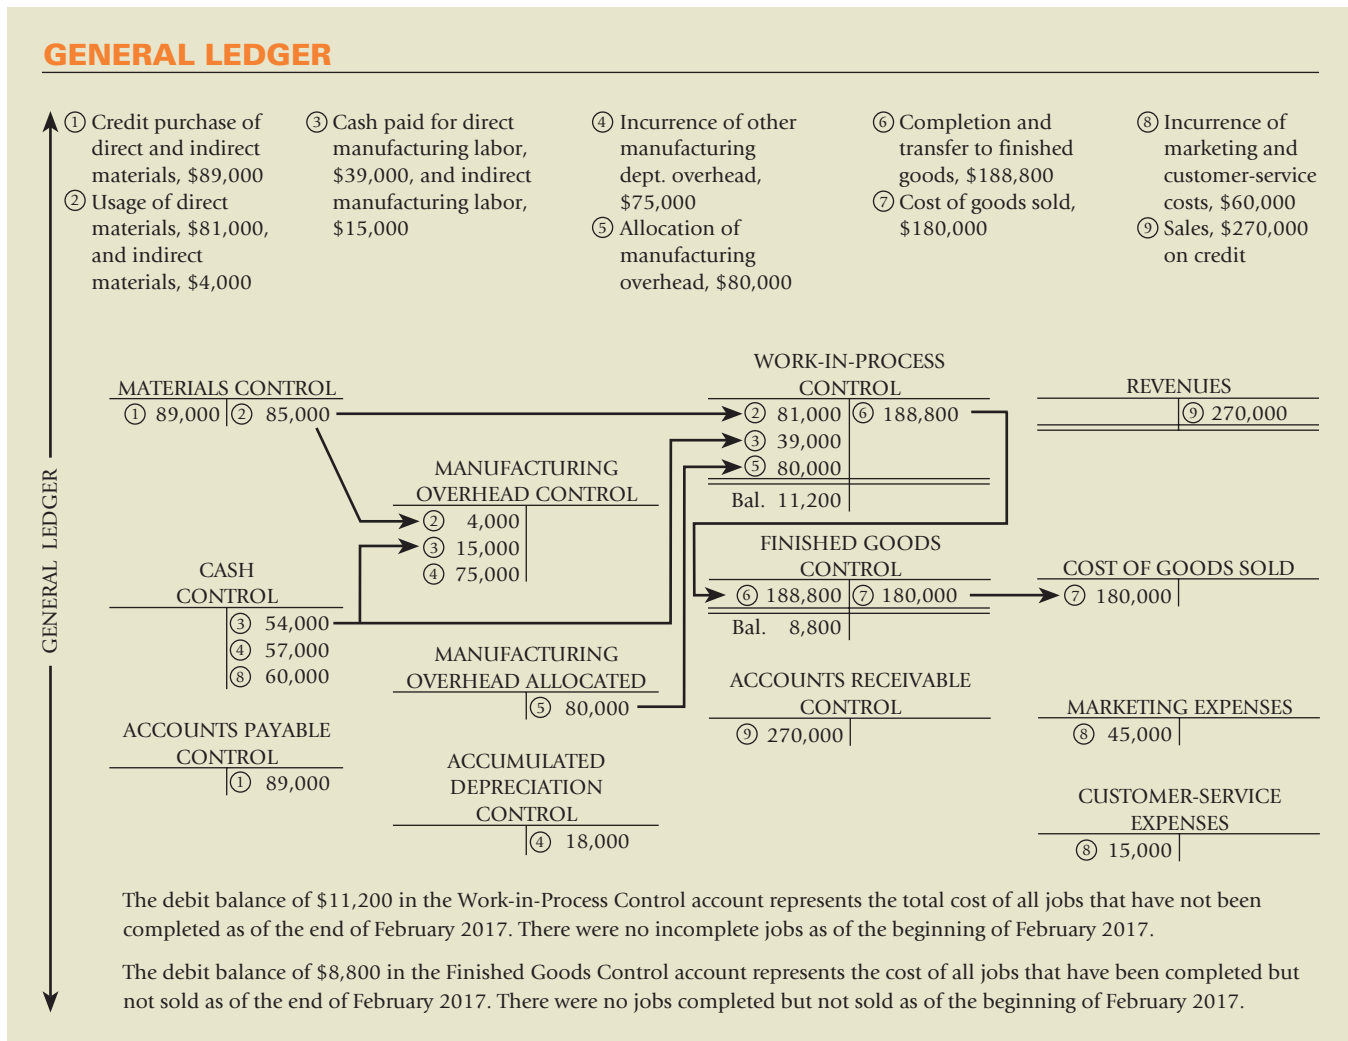 GENERAL LEDGER
① Credit purchase of
direct and indirect
materials, $89,000
② Usage of direct
materials, $81,000,
and indirect
materials, $4,000
③ Cash paid for direct
manufacturing labor,
$39,000, and indirect
manufacturing labor,
$15,000
④ Incurrence of other
manufacturing
dept. overhead,
$75,000
⑤ Allocation of
manufacturing
overhead, $80,000
⑥ Completion and
transfer to finished
goods, $188,800
⑦ Cost of goods sold,
$180,000
⑧ Incurrence of
marketing and
customer-service
costs, $60,000
⑨ Sales, $270,000
on credit
GENERAL LEDGER
MATERIALS CONTROL
① 89,000 ② 85,000
CASH
CONTROL
③ 54,000
④ 57,000
⑧ 60,000
ACCOUNTS PAYABLE
CONTROL
① 89,000
MANUFACTURING
OVERHEAD CONTROL
② 4,000
③ 15,000
④ 75,000
MANUFACTURING
OVERHEAD ALLOCATED
⑤ 80,000
ACCUMULATED
DEPRECIATION
CONTROL
④ 18,000
WORK-IN-PROCESS
CONTROL
② 81,000 ⑥ 188,800
③ 39,000
⑤ 80,000
Bal. 11,200
FINISHED GOODS
CONTROL
⑥ 188,800 ⑦ 180,000
Bal. 8,800
ACCOUNTS RECEIVABLE
CONTROL
⑨ 270,000
REVENUES
⑨ 270,000
COST OF GOODS SOLD
⑦ 180,000
MARKETING EXPENSES
⑧ 45,000
CUSTOMER-SERVICE
EXPENSES
⑧ 15,000
The debit balance of $11,200 in the Work-in-Process Control account represents the total cost of all jobs that have not been
completed as of the end of February 2017. There were no incomplete jobs as of the beginning of February 2017.
The debit balance of $8,800 in the Finished Goods Control account represents the cost of all jobs that have been completed but
not sold as of the end of February 2017. There were no jobs completed but not sold as of the beginning of February 2017.